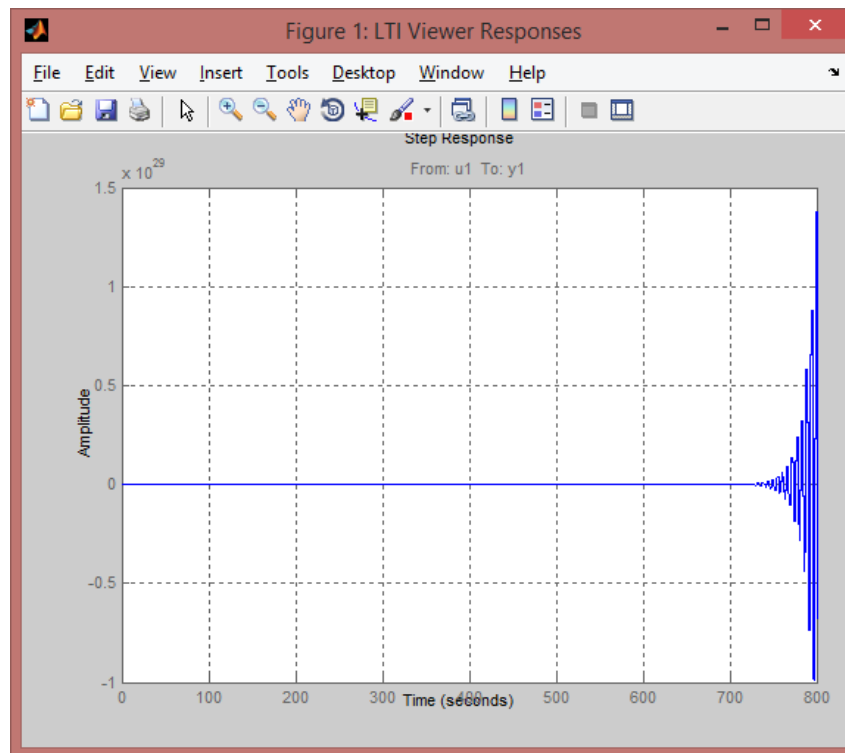 Figure 1: LTI Viewer Responses
File Edit View Insert Tools Desktop Window Help
Step Response
From: u1 To: y1
x 10^29
1.5
1
0.5
0
-0.5
-1
Amplitude
0 100 200 300 400 500 600 700 800
Time (seconds)